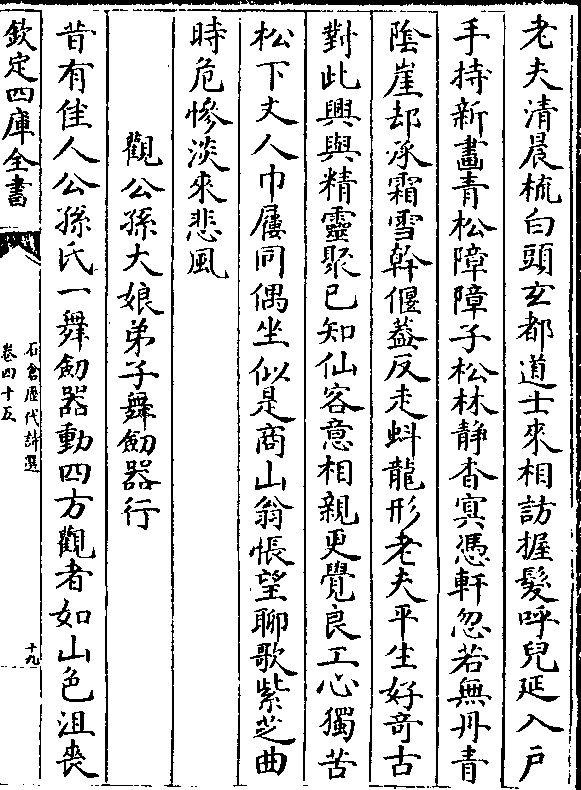 老夫清晨梳白頭玄都道士來相訪握髮呼兒延入戶
手持新畫青松障障子松林静杳冥憑軒忽若無丹青
陰崖却承霜雪幹偃蓋反走虯龍形老夫平生好奇古
對此興與精靈聚已知仙客意相親更覺良工心獨苦
松下丈人巾屨同偶坐似是商山翁悵望聊歌紫芝曲
時危慘淡來悲風
觀公孫大娘弟子舞劒器行
昔有佳人公孫氏一舞劒器動四方觀者如山色沮喪
欽定四庫全書
石倉歷代詩選
卷四十五
十九